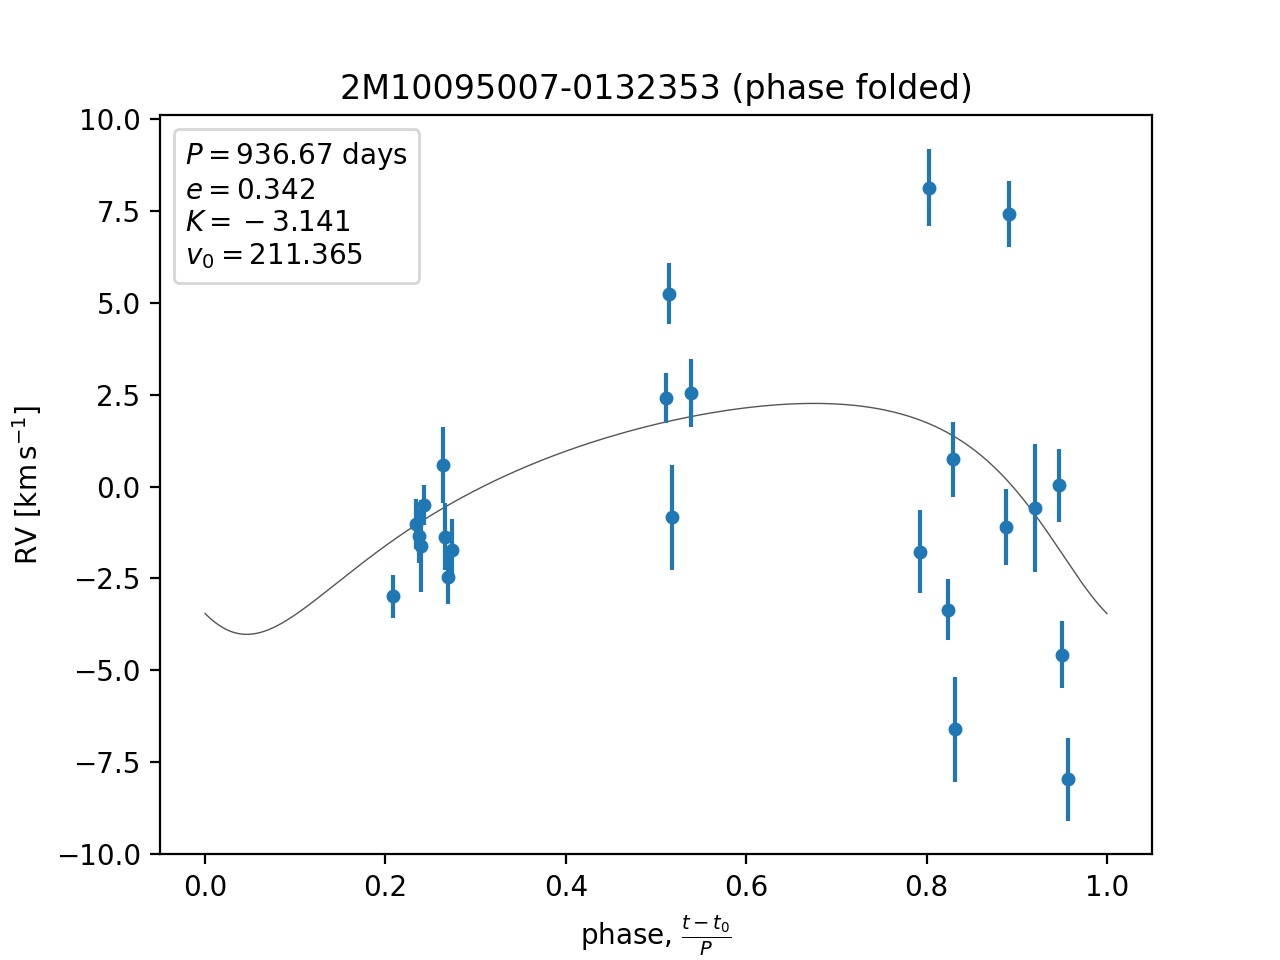 2M10095007-0132353 (phase folded)
P = 936.67 days
e = 0.342
K = −3.141
v₀ = 211.365
10.0
7.5
5.0
2.5
0.0
−2.5
−5.0
−7.5
−10.0
RV [km s⁻¹]
0.0 0.2 0.4 0.6 0.8 1.0
phase, (t − t₀)/P